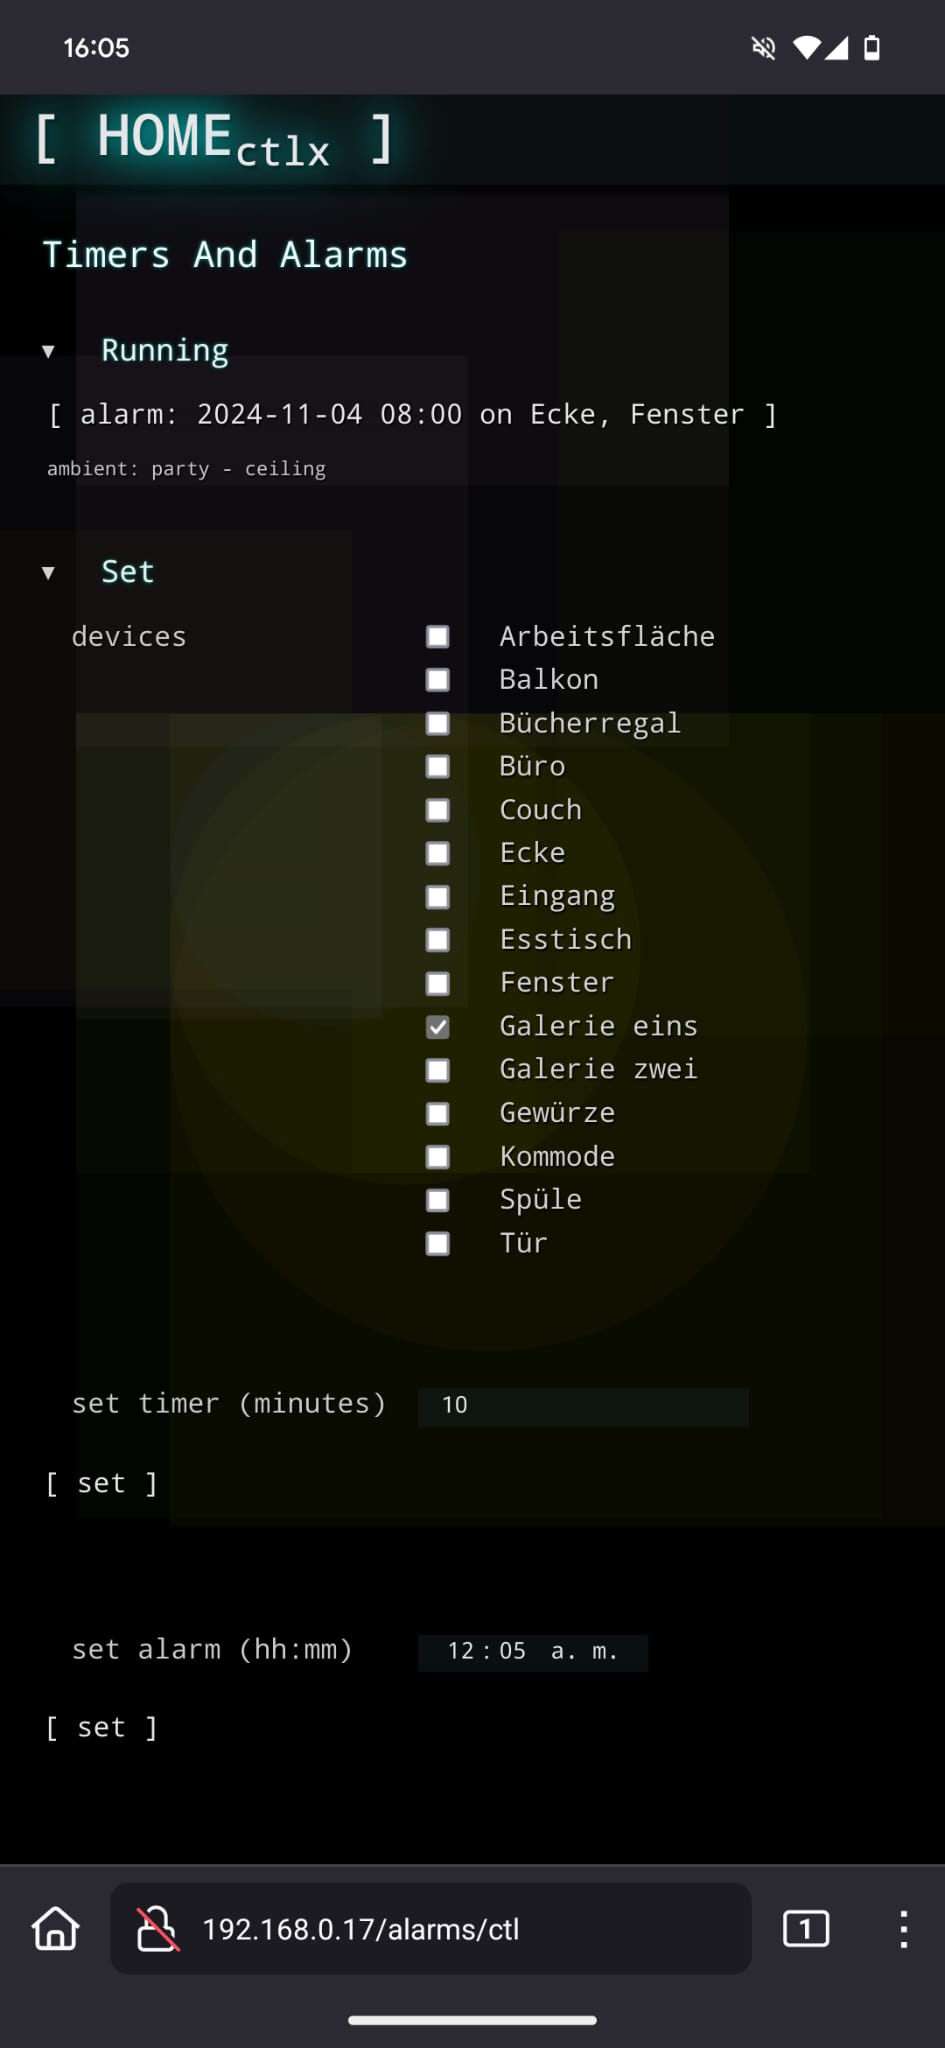 16:05
[ HOMEctlx ]
Timers And Alarms
▼ Running
[ alarm: 2024-11-04 08:00 on Ecke, Fenster ]
ambient: party - ceiling
▼ Set
devices Arbeitsfläche
Balkon
Bücherregal
Büro
Couch
Ecke
Eingang
Esstisch
Fenster
Galerie eins
Galerie zwei
Gewürze
Kommode
Spüle
Tür
set timer (minutes) 10
[ set ]
set alarm (hh:mm) 12:05 a. m.
[ set ]
192.168.0.17/alarms/ctl 1